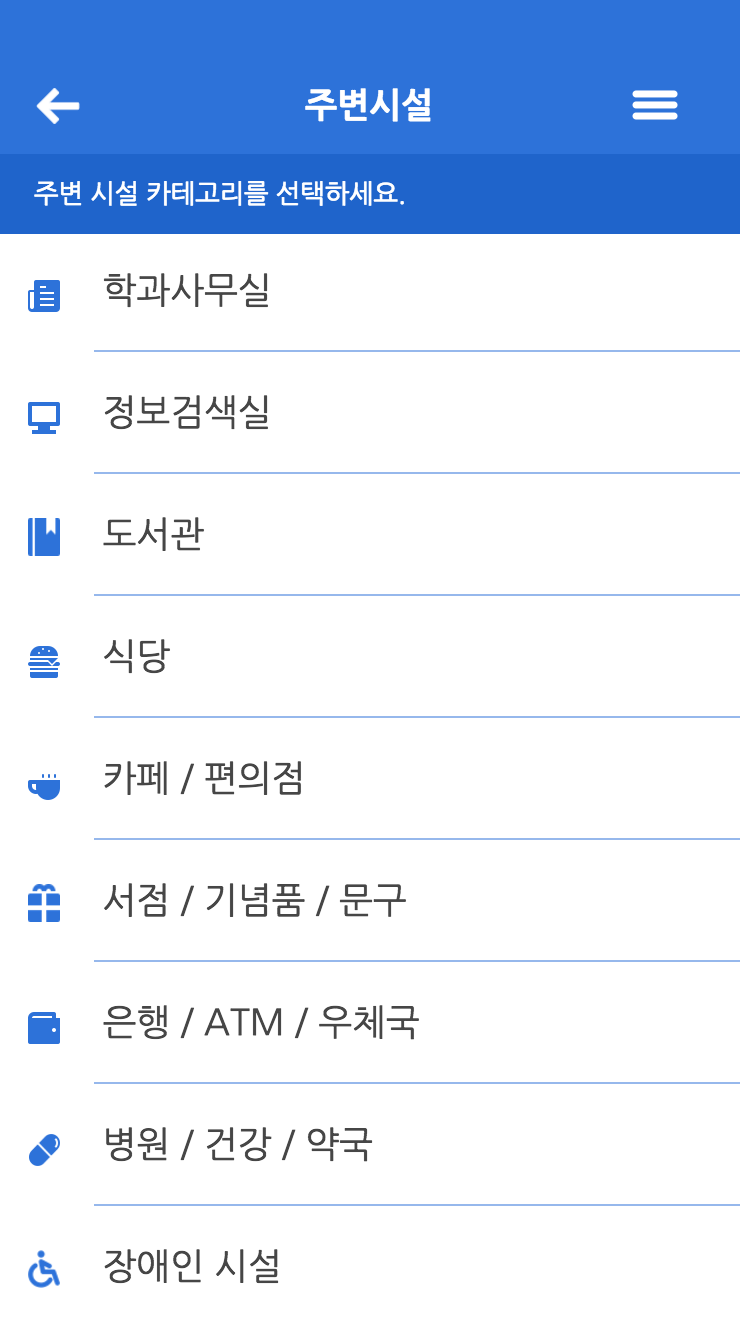 주변시설
주변 시설 카테고리를 선택하세요.
학과사무실
정보검색실
도서관
식당
카페 / 편의점
서점 / 기념품 / 문구
은행 / ATM / 우체국
병원 / 건강 / 약국
장애인 시설